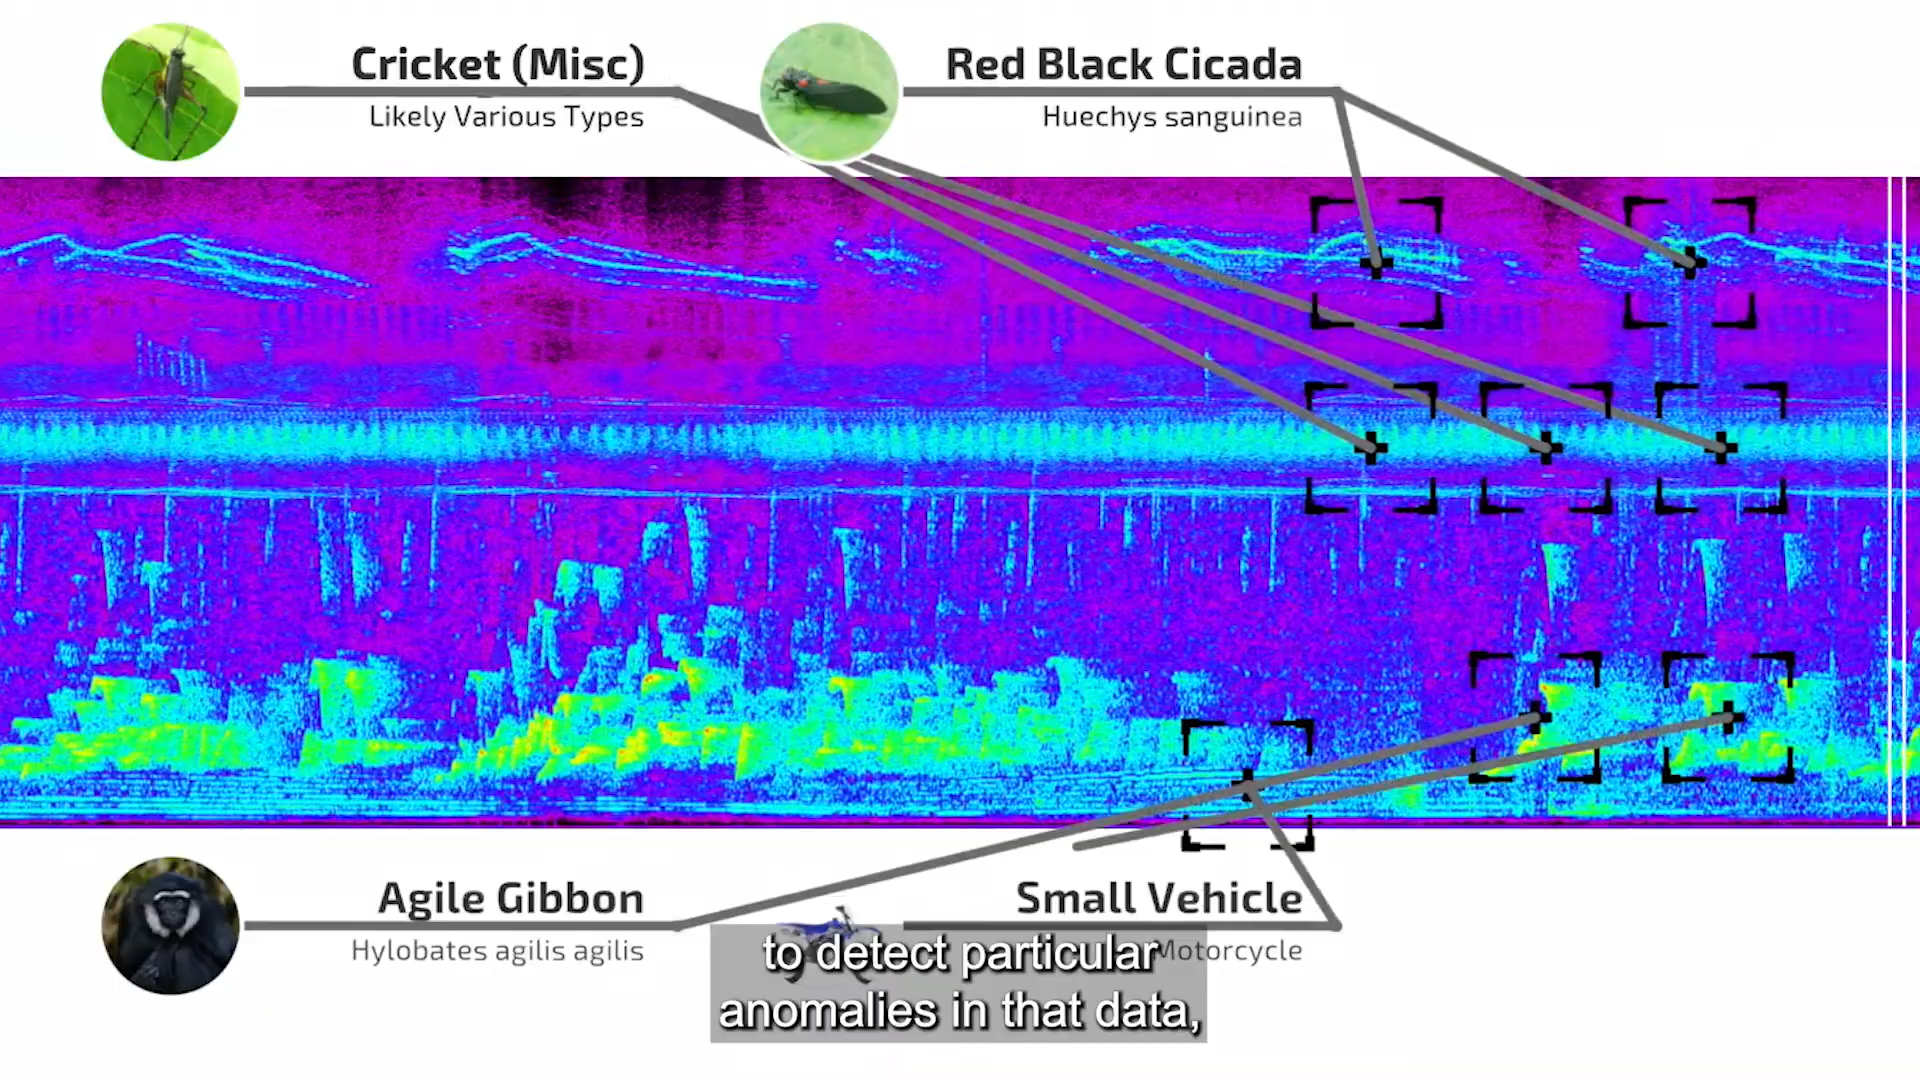 Cricket (Misc)
Likely Various Types
Red Black Cicada
Huechys sanguinea
Agile Gibbon
Hylobates agilis agilis
Small Vehicle
Motorcycle
to detect particular
anomalies in that data,